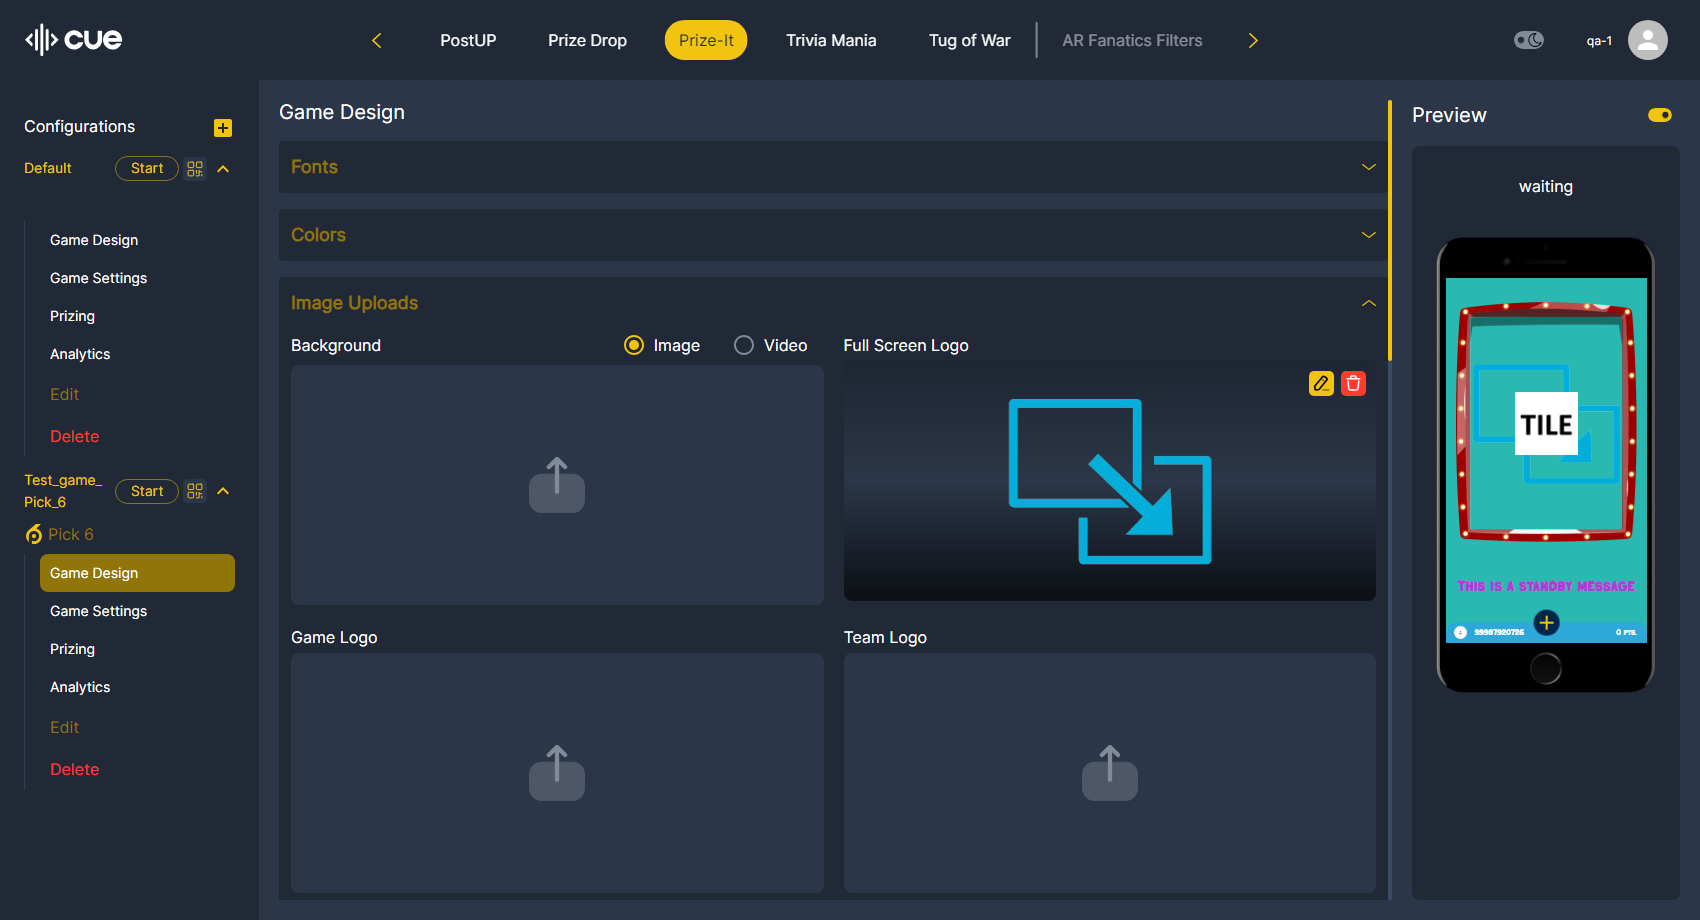 cue
PostUP
Prize Drop
Prize-It
Trivia Mania
Tug of War
AR Fanatics Filters
qa-1
Configurations
Default
Start
Game Design
Game Settings
Prizing
Analytics
Edit
Delete
Test_game_
Pick_6
Start
Pick 6
Game Design
Game Settings
Prizing
Analytics
Edit
Delete
Game Design
Fonts
Colors
Image Uploads
Background
Image
Video
Full Screen Logo
Game Logo
Team Logo
Preview
waiting
TILE
THIS IS A STANDBY MESSAGE
99987920726
0 PTS.